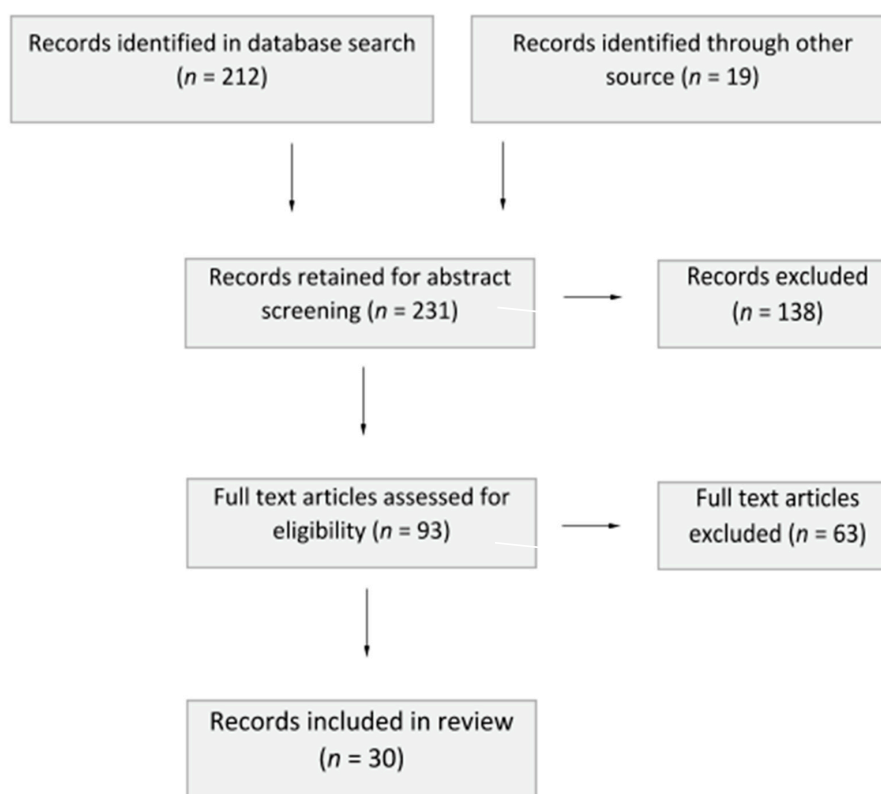 Records identified in database search
(n = 212)
Records identified through other
source (n = 19)
Records retained for abstract
screening (n = 231)
Records excluded
(n = 138)
Full text articles assessed for
eligibility (n = 93)
Full text articles
excluded (n = 63)
Records included in review
(n = 30)